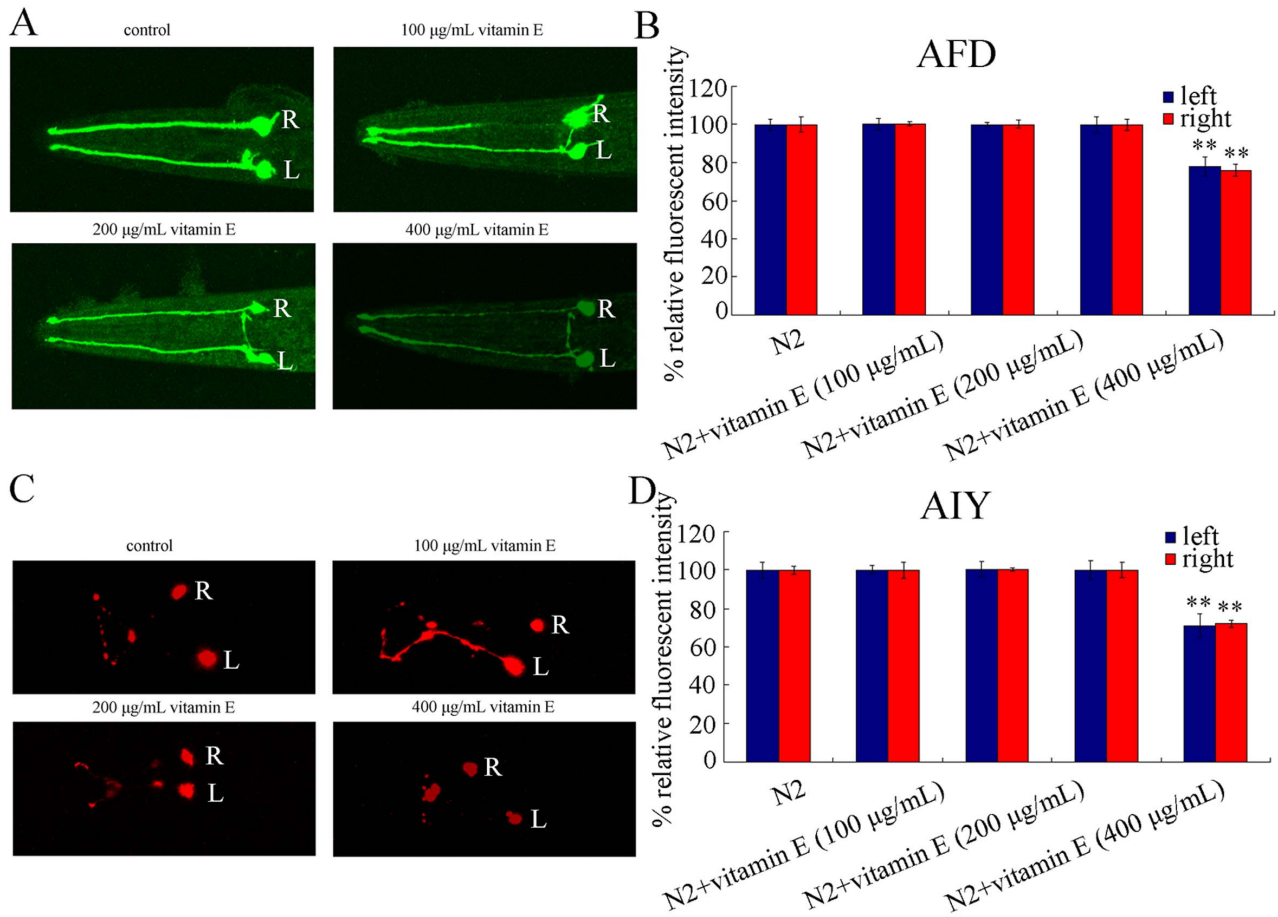 A
control
100 μg/mL vitamin E
R
L
R
L
200 μg/mL vitamin E
400 μg/mL vitamin E
R
L
R
L
B
AFD
% relative fluorescent intensity
120
100
80
60
40
20
0
left
right
** **
N2
N2+vitamin E (100 μg/mL)
N2+vitamin E (200 μg/mL)
N2+vitamin E (400 μg/mL)
C
control
100 μg/mL vitamin E
R
L
R
L
200 μg/mL vitamin E
400 μg/mL vitamin E
R
L
R
L
D
AIY
% relative fluorescent intensity
120
100
80
60
40
20
0
left
right
** **
N2
N2+vitamin E (100 μg/mL)
N2+vitamin E (200 μg/mL)
N2+vitamin E (400 μg/mL)